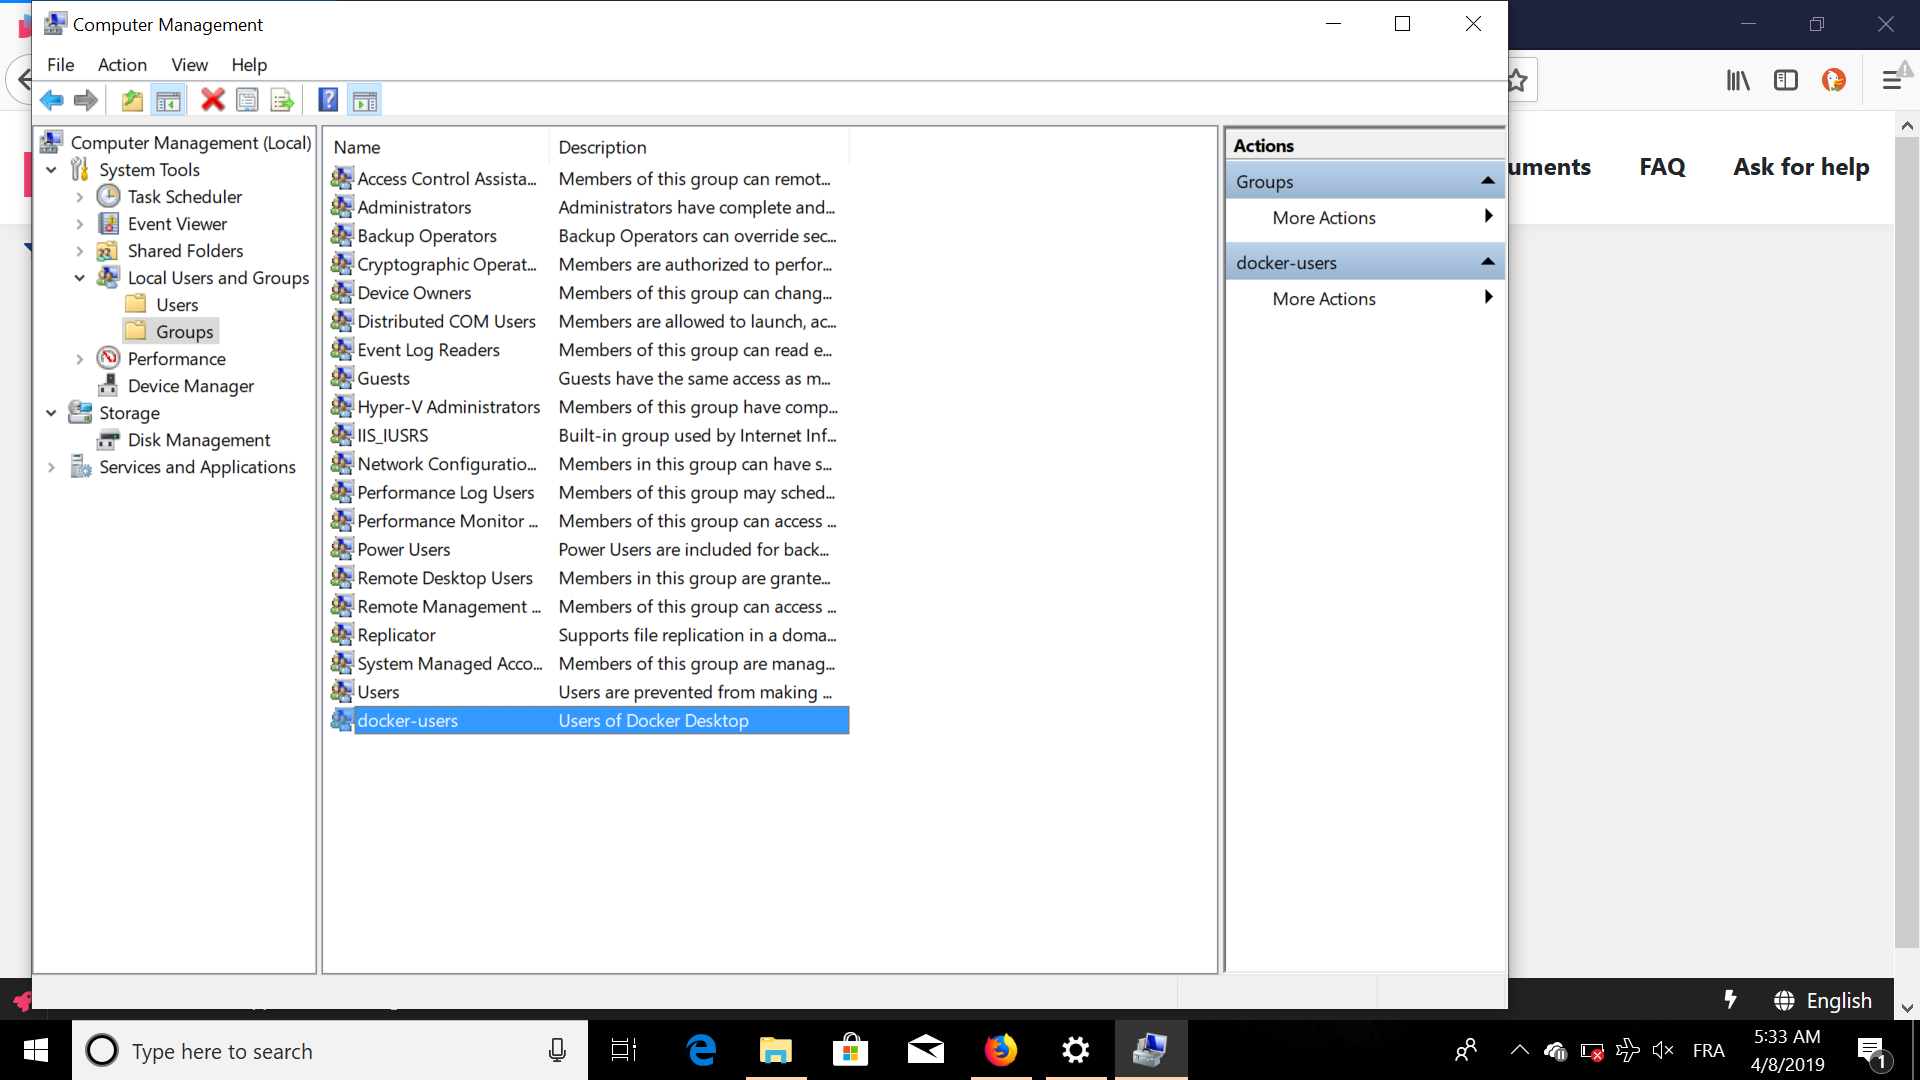 Computer Management
File Action View Help
Computer Management (Local)
System Tools
Task Scheduler
Event Viewer
Shared Folders
Local Users and Groups
Users
Groups
Performance
Device Manager
Storage
Disk Management
Services and Applications
Name Description
Access Control Assista... Members of this group can remot...
Administrators Administrators have complete and...
Backup Operators Backup Operators can override sec...
Cryptographic Operat... Members are authorized to perfor...
Device Owners Members of this group can chang...
Distributed COM Users Members are allowed to launch, ac...
Event Log Readers Members of this group can read e...
Guests Guests have the same access as m...
Hyper-V Administrators Members of this group have comp...
IIS_IUSRS Built-in group used by Internet Inf...
Network Configuratio... Members in this group can have s...
Performance Log Users Members of this group may sched...
Performance Monitor ... Members of this group can access ...
Power Users Power Users are included for back...
Remote Desktop Users Members in this group are grante...
Remote Management ... Members of this group can access ...
Replicator Supports file replication in a doma...
System Managed Acco... Members of this group are manag...
Users Users are prevented from making ...
docker-users Users of Docker Desktop
Actions
Groups
More Actions
docker-users
More Actions
uments FAQ Ask for help
English
Type here to search
FRA
5:33 AM
4/8/2019
1